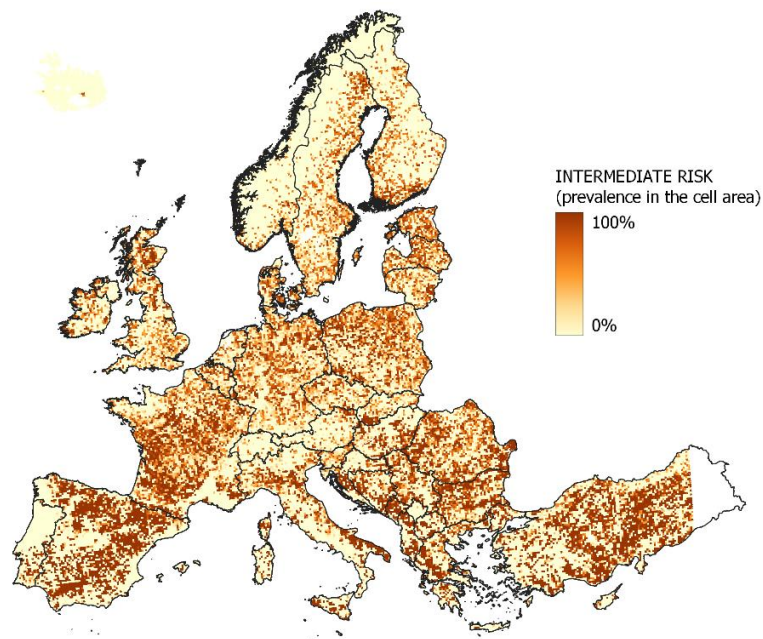 INTERMEDIATE RISK
(prevalence in the cell area)
100%
0%